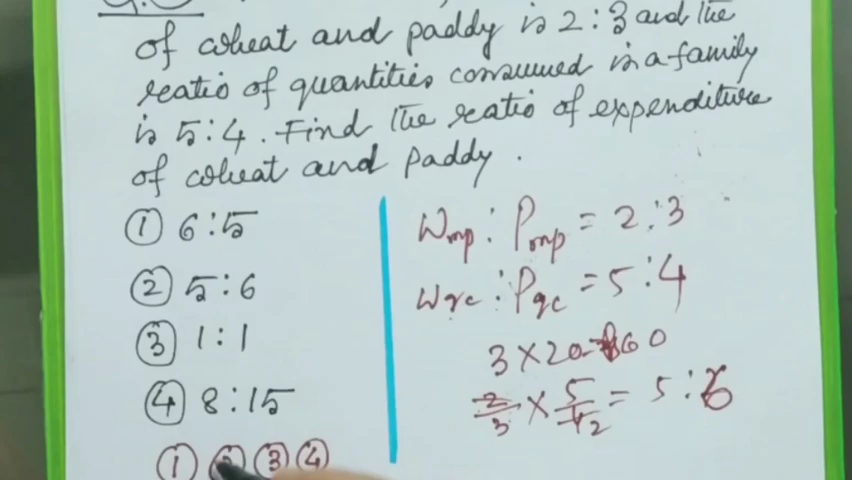 of wheat and paddy is 2:3 and the
ratio of quantities consumed in a family
is 5:4. Find the ratio of expenditure
of wheat and paddy.
① 6:5
② 5:6
③ 1:1
④ 8:15
① ② ③ ④
Wmp : Pmp = 2:3
Wqc : Pqc = 5:4
3×20 60
2/3 × 5/4 2 = 5:6